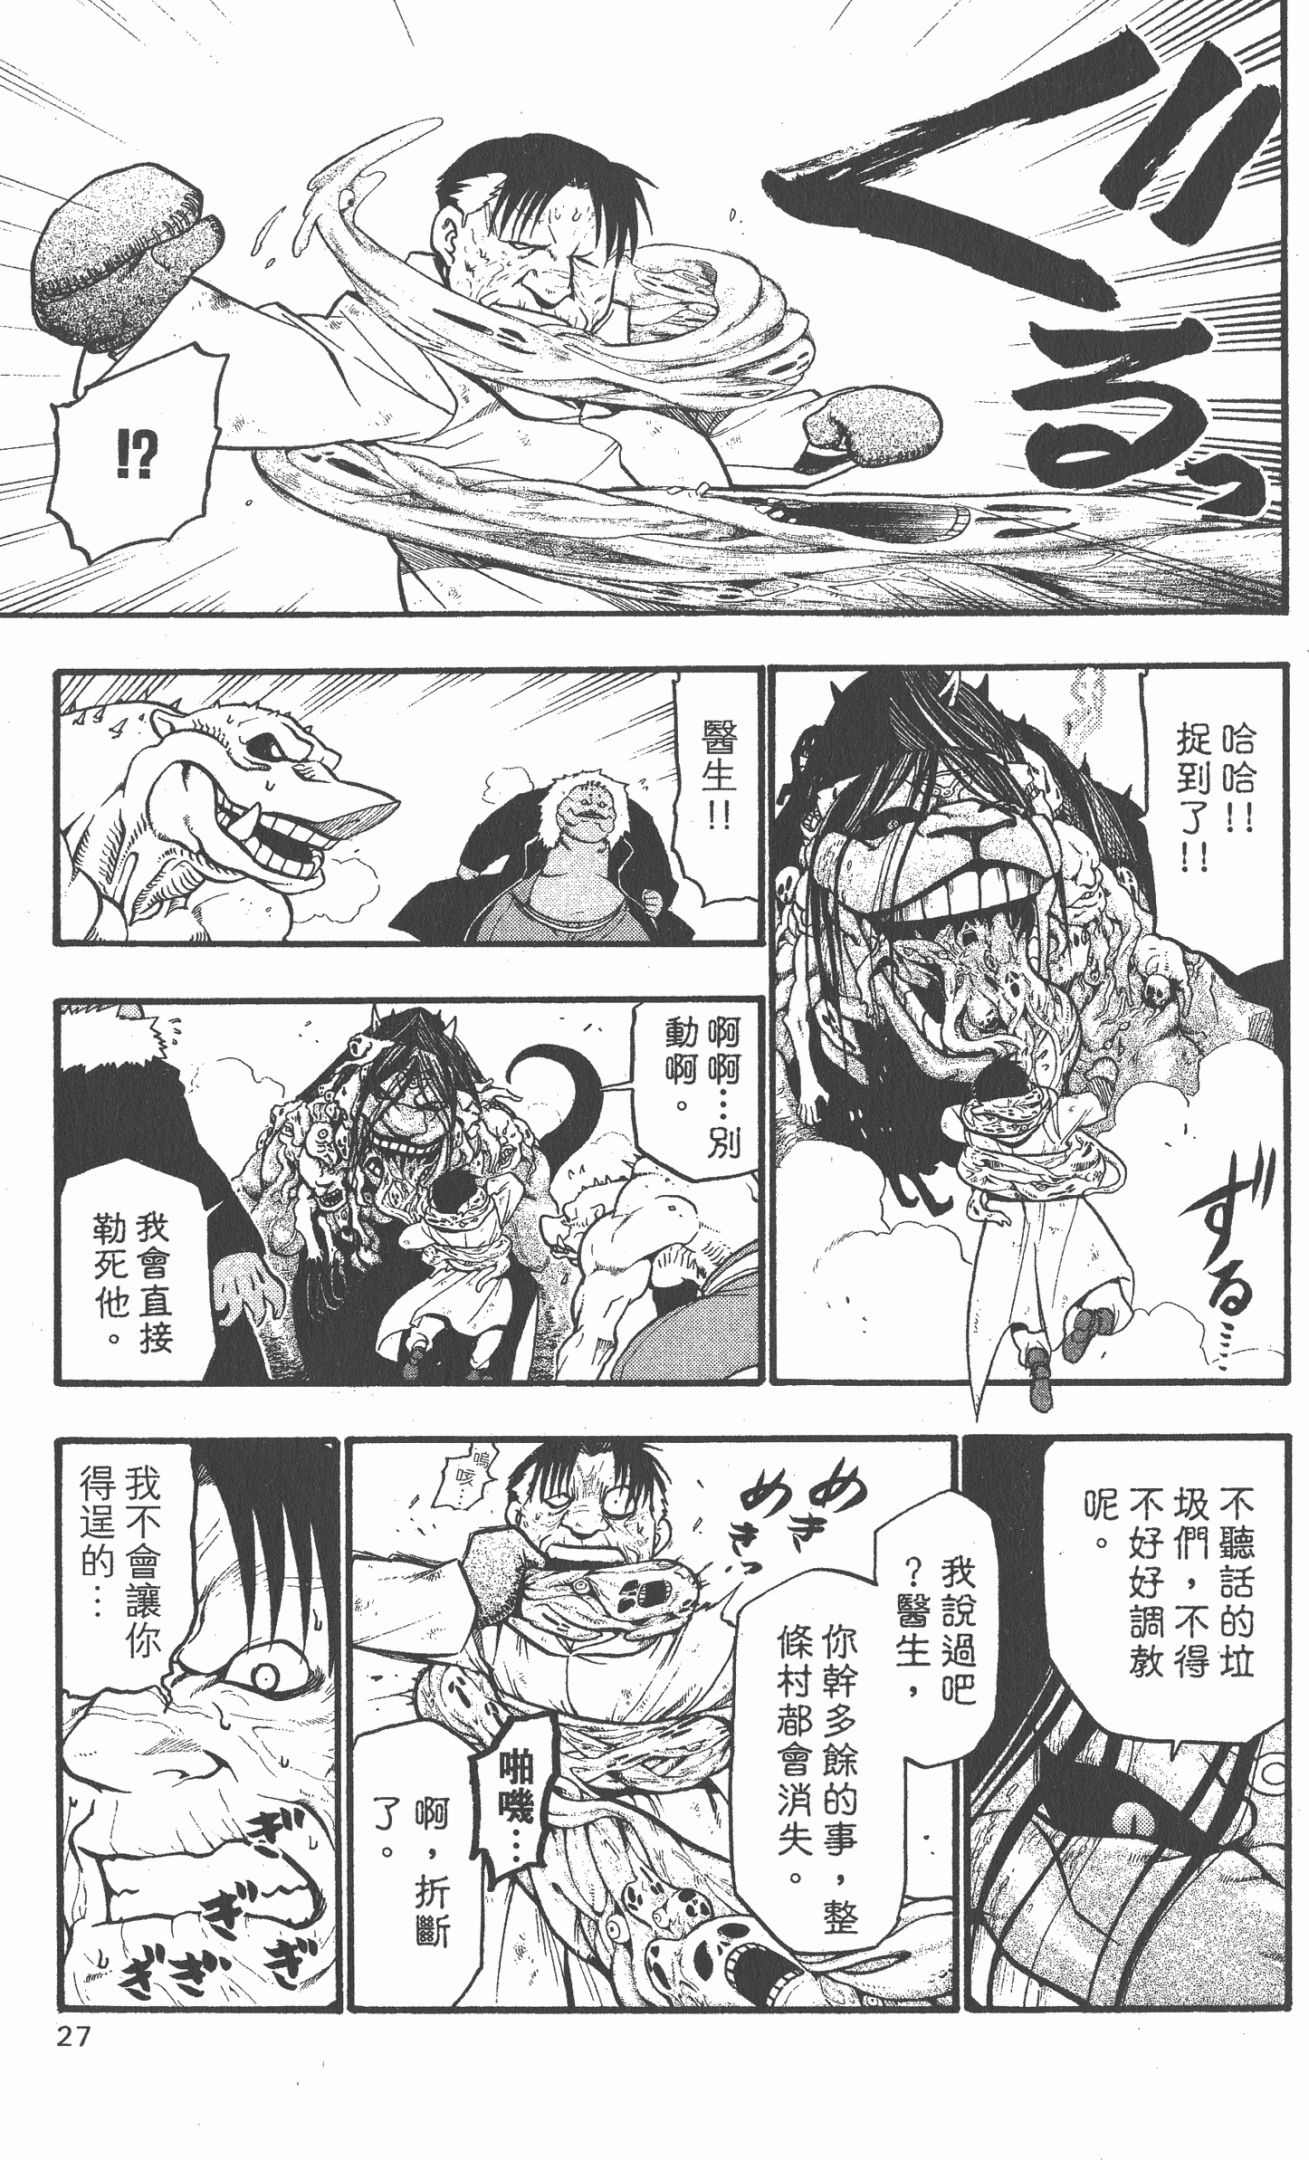 ぐるっ
!?
哈哈!!
捉到了!!
ずる……
醫生!!
啊啊…別
動啊。
我會直接
勒死他。
不聽話的垃
圾們，不得
不好好調教
呢。
我說過吧
？醫生，
你幹多餘的事，整
條村都會消失。
めき
めきっ
嗚
咳…
啪嘰…
啊，折斷
了。
我不會讓你
得逞的…
ぎ
ぎぎ
ぎ
ぎぎぎ
27